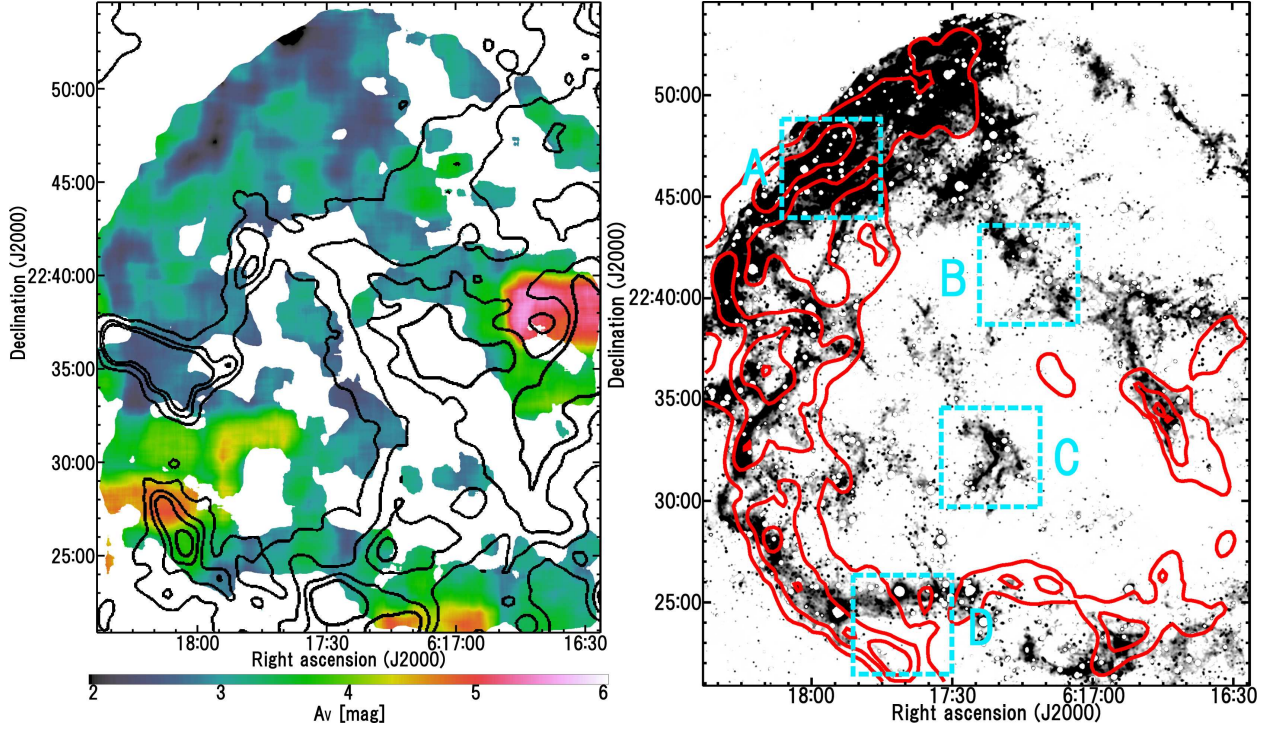 50:00
45:00
22:40:00
35:00
30:00
25:00
Declination (J2000)
18:00
17:30
6:17:00
16:30
Right ascension (J2000)
2
3
4
5
6
Av [mag]
50:00
45:00
22:40:00
35:00
30:00
25:00
Declination (J2000)
A
B
C
D
18:00
17:30
6:17:00
16:30
Right ascension (J2000)